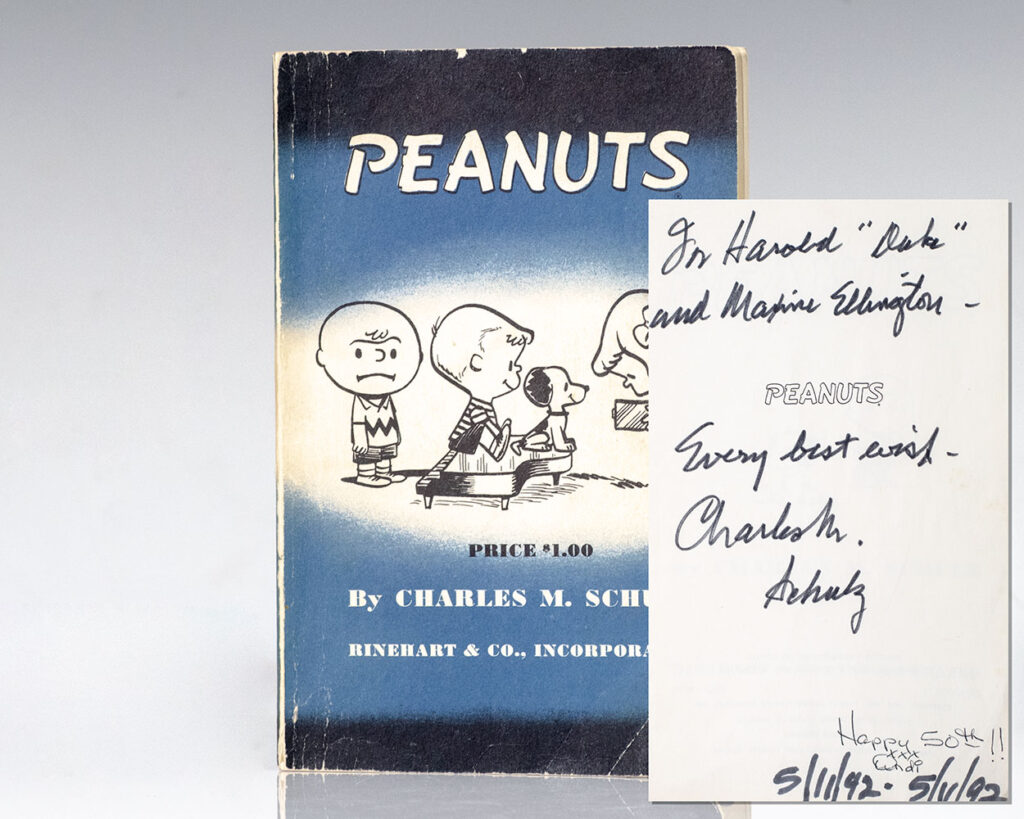 PEANUTS
PRICE $1.00
By CHARLES M. SCHU
RINEHART & CO., INCORPORA
For Harold "Duke"
and Maxine Ellington -
PEANUTS
Every best wish -
Charles M.
Schulz
Happy 50th!!
xxx
5/11/42 - 5/11/92